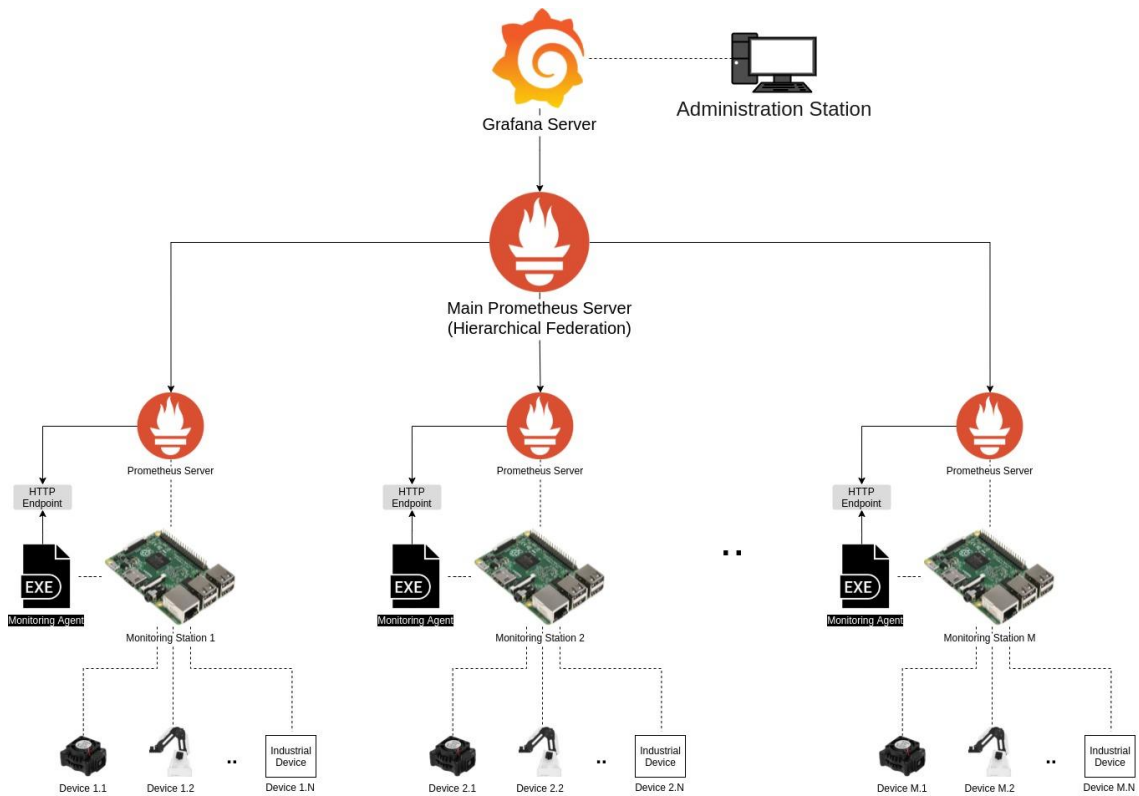 Grafana Server
Administration Station
Main Prometheus Server
(Hierarchical Federation)
Prometheus Server
Prometheus Server
Prometheus Server
HTTP
Endpoint
HTTP
Endpoint
HTTP
Endpoint
..
EXE
EXE
EXE
Monitoring Agent
Monitoring Agent
Monitoring Agent
Monitoring Station 1
Monitoring Station 2
Monitoring Station M
Industrial
Device
Industrial
Device
Industrial
Device
..
..
..
Device 1.1
Device 1.2
Device 1.N
Device 2.1
Device 2.2
Device 2.N
Device M.1
Device M.2
Device M.N